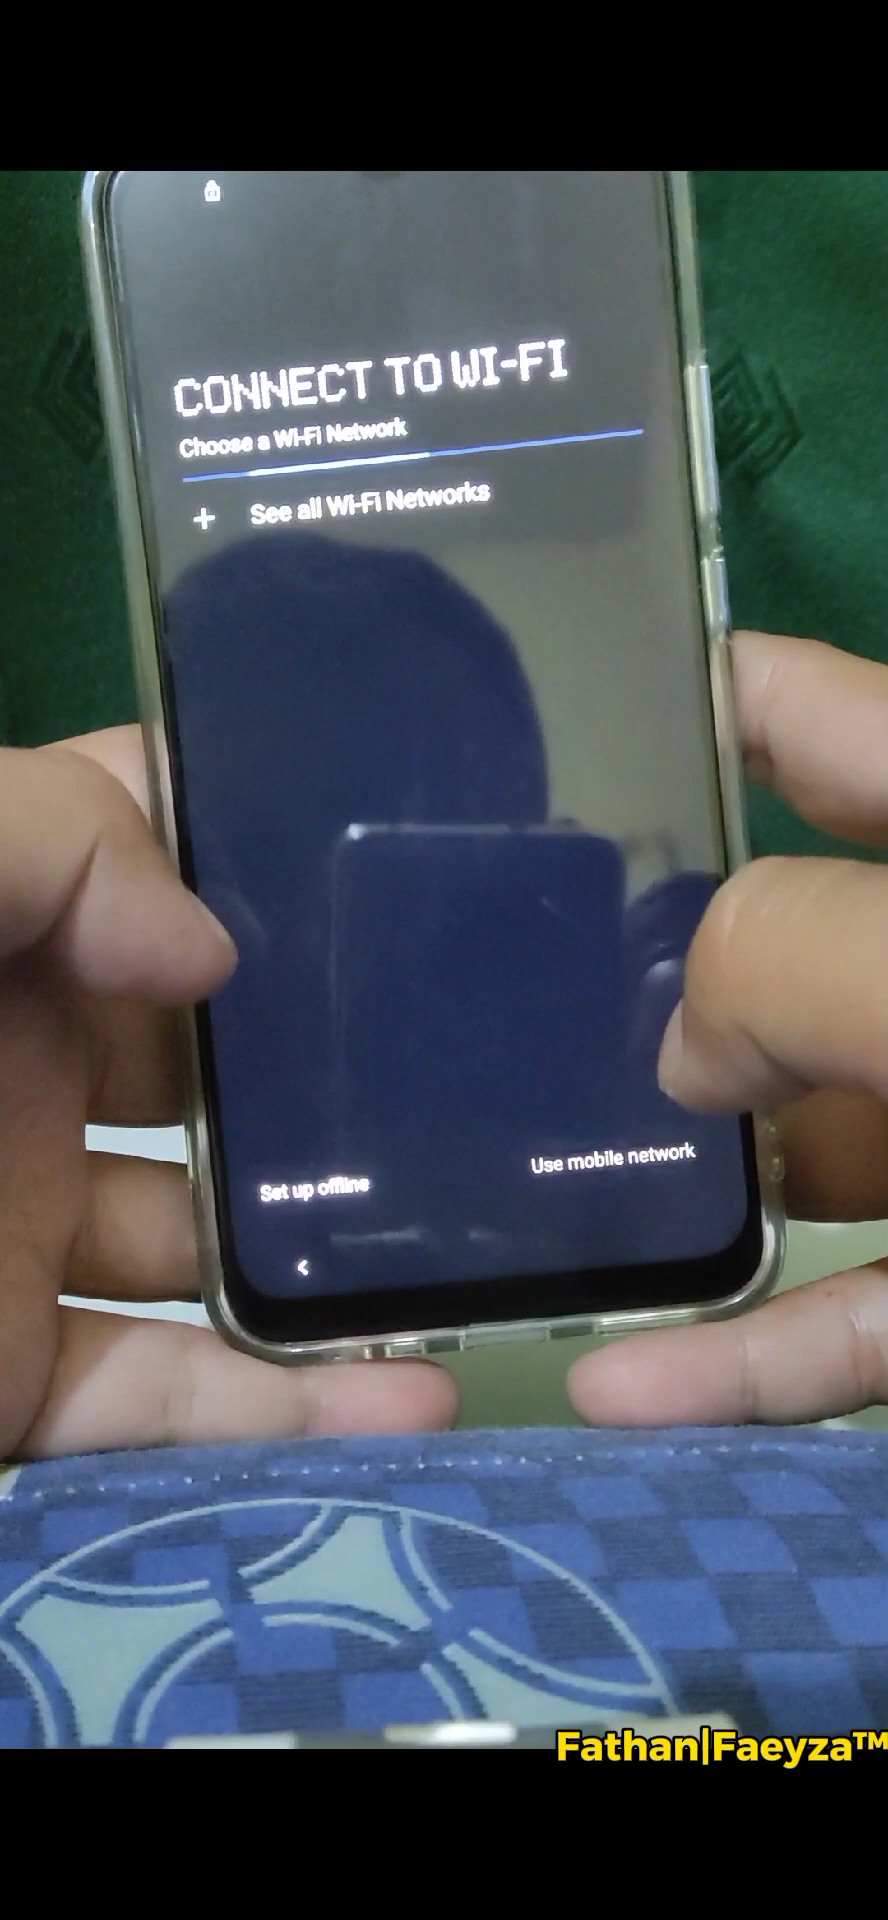 CONNECT TO WI-FI
Choose a Wi-Fi Network
+ See all Wi-Fi Networks
Use mobile network
Set up offline
<
Fathan|Faeyza™